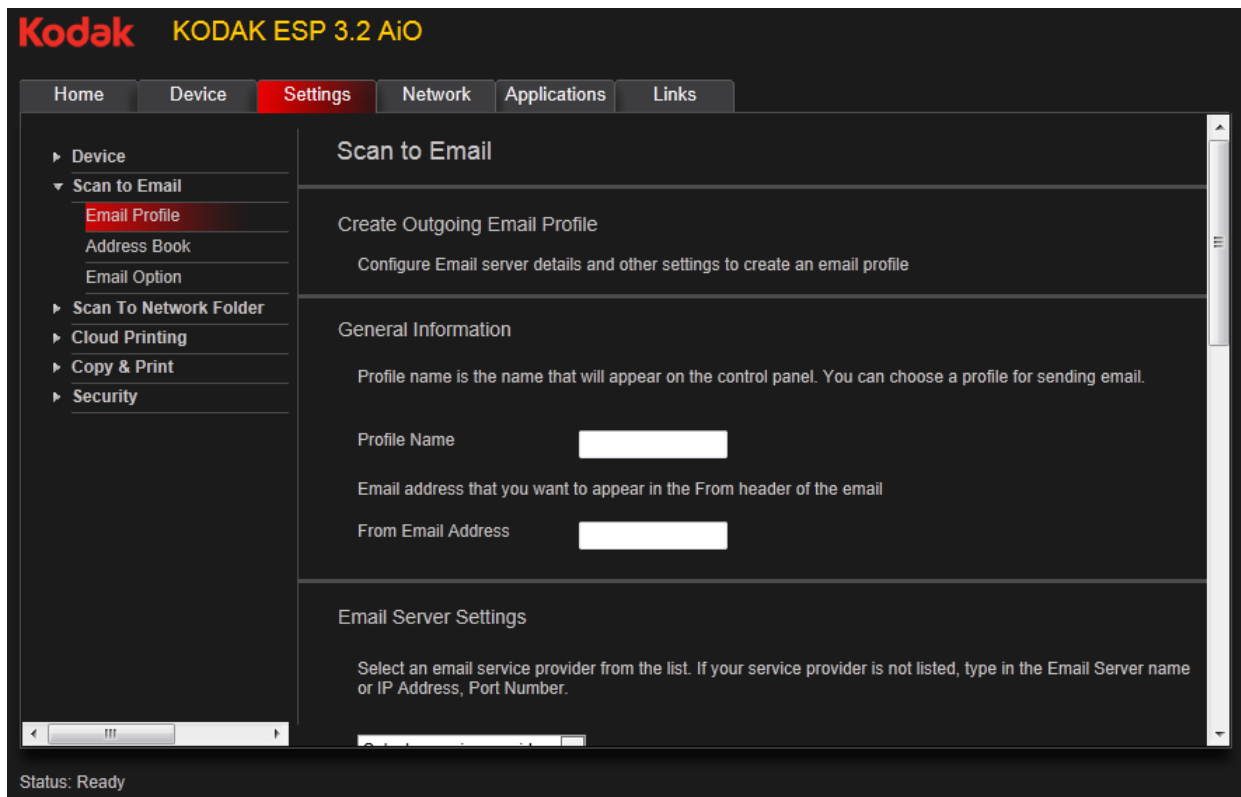 Kodak KODAK ESP 3.2 AiO
Home Device Settings Network Applications Links
Device
Scan to Email
Email Profile
Address Book
Email Option
Scan To Network Folder
Cloud Printing
Copy & Print
Security
Scan to Email
Create Outgoing Email Profile
Configure Email server details and other settings to create an email profile
General Information
Profile name is the name that will appear on the control panel. You can choose a profile for sending email.
Profile Name
Email address that you want to appear in the From header of the email
From Email Address
Email Server Settings
Select an email service provider from the list. If your service provider is not listed, type in the Email Server name
or IP Address, Port Number.
Status: Ready